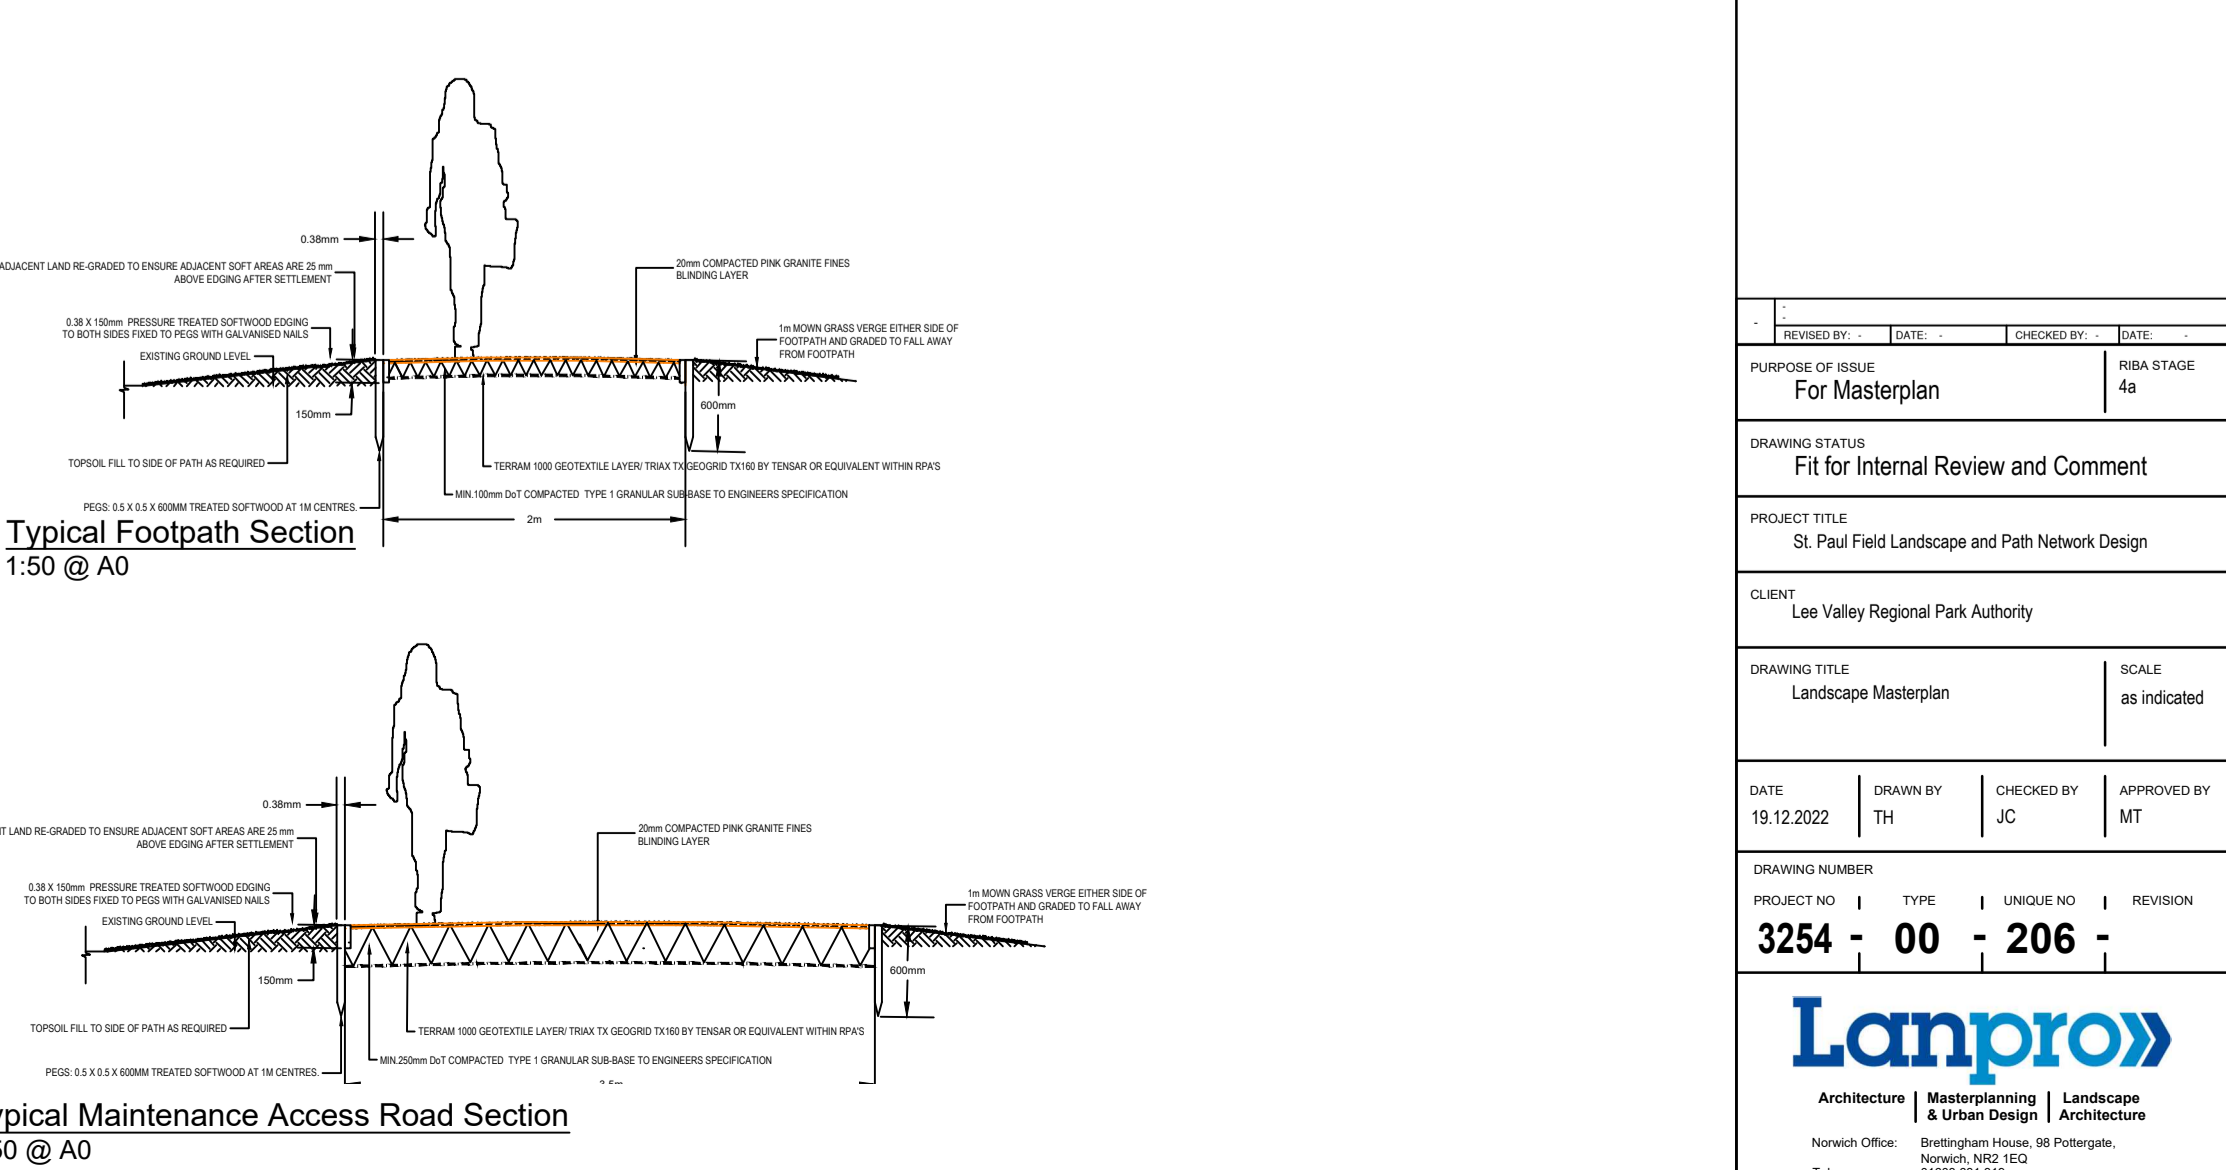 0.38mm
ADJACENT LAND RE-GRADED TO ENSURE ADJACENT SOFT AREAS ARE 25 mm
ABOVE EDGING AFTER SETTLEMENT
0.38 X 150mm PRESSURE TREATED SOFTWOOD EDGING
TO BOTH SIDES FIXED TO PEGS WITH GALVANISED NAILS
EXISTING GROUND LEVEL
150mm
TOPSOIL FILL TO SIDE OF PATH AS REQUIRED
PEGS: 0.5 X 0.5 X 600MM TREATED SOFTWOOD AT 1M CENTRES.
20mm COMPACTED PINK GRANITE FINES
BLINDING LAYER
1m MOWN GRASS VERGE EITHER SIDE OF
FOOTPATH AND GRADED TO FALL AWAY
FROM FOOTPATH
600mm
TERRAM 1000 GEOTEXTILE LAYER/ TRIAX TX GEOGRID TX160 BY TENSAR OR EQUIVALENT WITHIN RPA'S
MIN.100mm DoT COMPACTED TYPE 1 GRANULAR SUB-BASE TO ENGINEERS SPECIFICATION
2m
Typical Footpath Section
1:50 @ A0
0.38mm
T LAND RE-GRADED TO ENSURE ADJACENT SOFT AREAS ARE 25 mm
ABOVE EDGING AFTER SETTLEMENT
0.38 X 150mm PRESSURE TREATED SOFTWOOD EDGING
TO BOTH SIDES FIXED TO PEGS WITH GALVANISED NAILS
EXISTING GROUND LEVEL
150mm
TOPSOIL FILL TO SIDE OF PATH AS REQUIRED
PEGS: 0.5 X 0.5 X 600MM TREATED SOFTWOOD AT 1M CENTRES.
20mm COMPACTED PINK GRANITE FINES
BLINDING LAYER
1m MOWN GRASS VERGE EITHER SIDE OF
FOOTPATH AND GRADED TO FALL AWAY
FROM FOOTPATH
600mm
TERRAM 1000 GEOTEXTILE LAYER/ TRIAX TX GEOGRID TX160 BY TENSAR OR EQUIVALENT WITHIN RPA'S
MIN.250mm DoT COMPACTED TYPE 1 GRANULAR SUB-BASE TO ENGINEERS SPECIFICATION
3.5m
ypical Maintenance Access Road Section
50 @ A0
-
-
-
REVISED BY: - DATE: - CHECKED BY: - DATE: -
PURPOSE OF ISSUE
For Masterplan
RIBA STAGE
4a
DRAWING STATUS
Fit for Internal Review and Comment
PROJECT TITLE
St. Paul Field Landscape and Path Network Design
CLIENT
Lee Valley Regional Park Authority
DRAWING TITLE
Landscape Masterplan
SCALE
as indicated
DATE DRAWN BY CHECKED BY APPROVED BY
19.12.2022 TH JC MT
DRAWING NUMBER
PROJECT NO TYPE UNIQUE NO REVISION
3254 - 00 - 206 -
Lanpro
Architecture | Masterplanning & Urban Design | Landscape Architecture
Norwich Office: Brettingham House, 98 Pottergate,
Norwich, NR2 1EQ